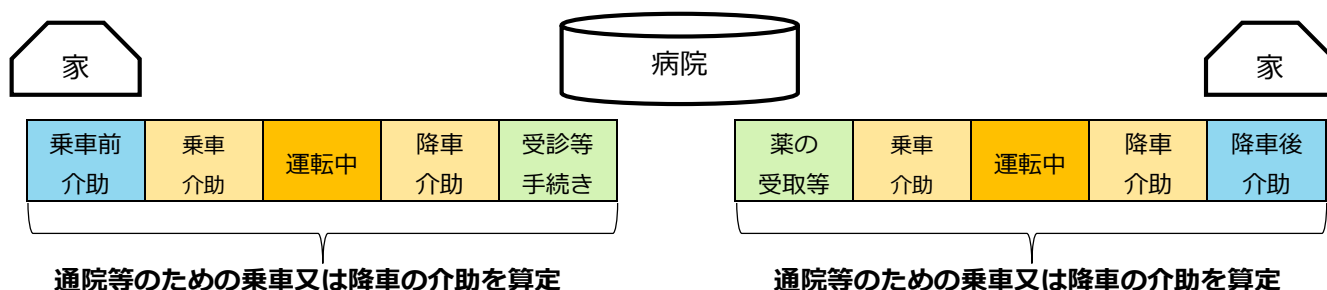 家
病院
家
乗車前
介助
乗車
介助
運転中
降車
介助
受診等
手続き
薬の
受取等
乗車
介助
運転中
降車
介助
降車後
介助
通院等のための乗車又は降車の介助を算定
通院等のための乗車又は降車の介助を算定